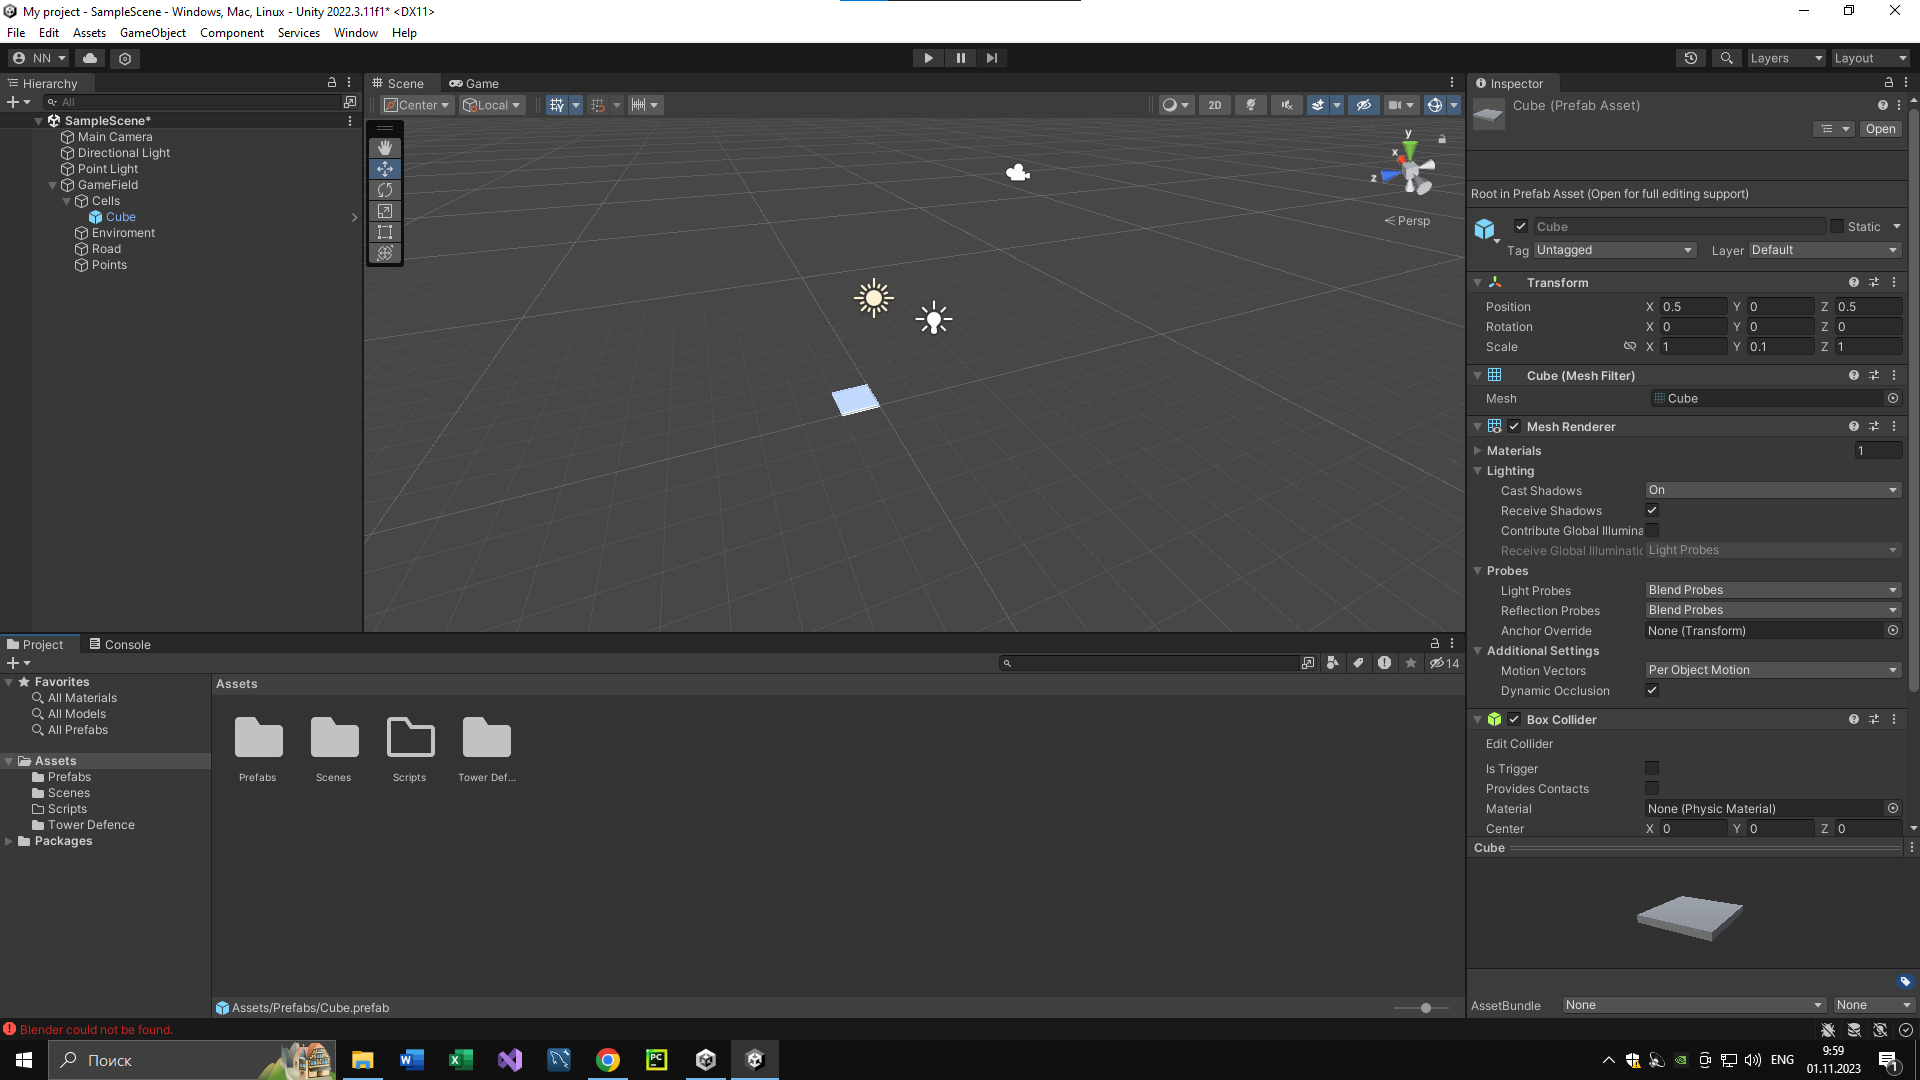 My project - SampleScene - Windows, Mac, Linux - Unity 2022.3.11f1* <DX11>
File Edit Assets GameObject Component Services Window Help
NN Layers Layout
Hierarchy
All
SampleScene*
Main Camera
Directional Light
Point Light
GameField
Cells
Cube
Enviroment
Road
Points
Scene Game
Center Local 2D
y
x
z
Persp
Inspector
Cube (Prefab Asset)
Open
Root in Prefab Asset (Open for full editing support)
Cube Static
Tag Untagged Layer Default
Transform
Position X 0.5 Y 0 Z 0.5
Rotation X 0 Y 0 Z 0
Scale X 1 Y 0.1 Z 1
Cube (Mesh Filter)
Mesh Cube
Mesh Renderer
Materials 1
Lighting
Cast Shadows On
Receive Shadows
Contribute Global Illumina
Receive Global Illuminatic Light Probes
Probes
Light Probes Blend Probes
Reflection Probes Blend Probes
Anchor Override None (Transform)
Additional Settings
Motion Vectors Per Object Motion
Dynamic Occlusion
Box Collider
Edit Collider
Is Trigger
Provides Contacts
Material None (Physic Material)
Center X 0 Y 0 Z 0
Cube
AssetBundle None None
Project Console
14
Favorites
All Materials
All Models
All Prefabs
Assets
Prefabs
Scenes
Scripts
Tower Defence
Packages
Assets
Prefabs Scenes Scripts Tower Def...
Assets/Prefabs/Cube.prefab
Blender could not be found.
Поиск
PC
ENG
9:59
01.11.2023
1